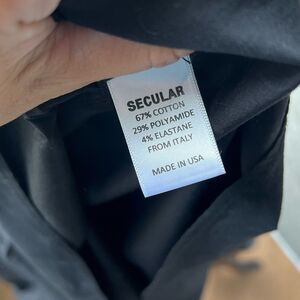 SECULAR
67% COTTON
29% POLYAMIDE
4% ELASTANE
FROM ITALY
MADE IN USA